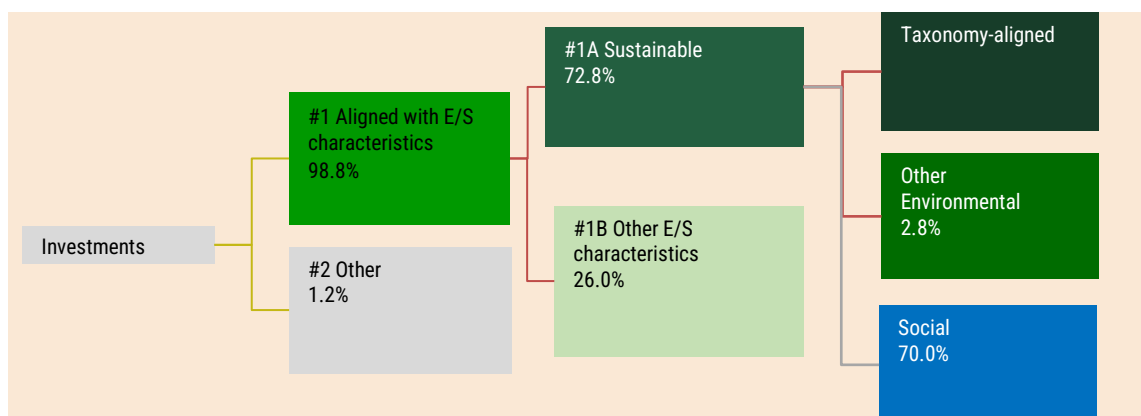 Investments
#1 Aligned with E/S
characteristics
98.8%
#2 Other
1.2%
#1A Sustainable
72.8%
#1B Other E/S
characteristics
26.0%
Taxonomy-aligned
Other
Environmental
2.8%
Social
70.0%